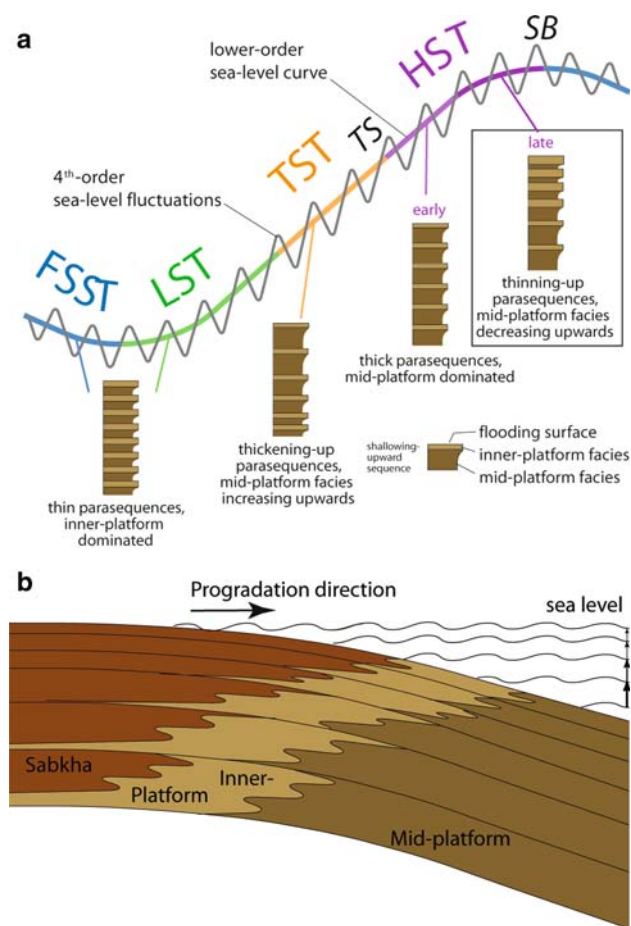 a
SB
HST
lower-order
sea-level curve
TS
TST
late
4th-order
sea-level fluctuations
early
LST
FSST
thinning-up
parasequences,
mid-platform facies
decreasing upwards
thick parasequences,
mid-platform dominated
flooding surface
shallowing-
upward
sequence
inner-platform facies
mid-platform facies
thickening-up
parasequences,
mid-platform facies
increasing upwards
thin parasequences,
inner-platform
dominated
b
Progradation direction
sea level
Sabkha
Inner-
Platform
Mid-platform